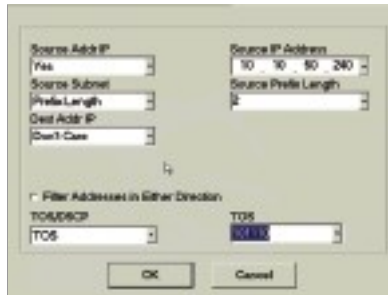 Source Addr IP
Source IP Address
Yes
10 . 10 . 60 . 240
Source Subnet
Source Prefix Length
Prefix Length
2
Dest Addr IP
Don't Care
Filter Addresses in Either Direction
TOS/DSCP
TOS
TOS
OK
Cancel